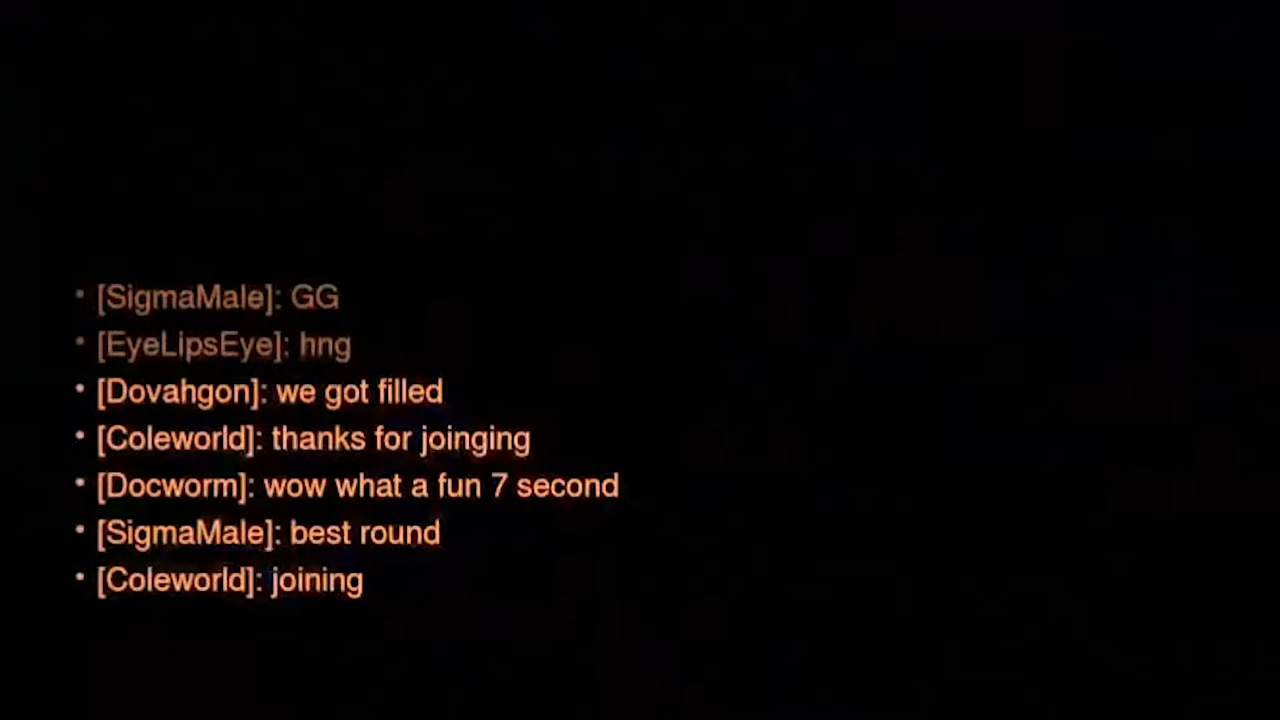 • [SigmaMale]: GG
• [EyeLipsEye]: hng
• [Dovahgon]: we got filled
• [Coleworld]: thanks for joinging
• [Docworm]: wow what a fun 7 second
• [SigmaMale]: best round
• [Coleworld]: joining